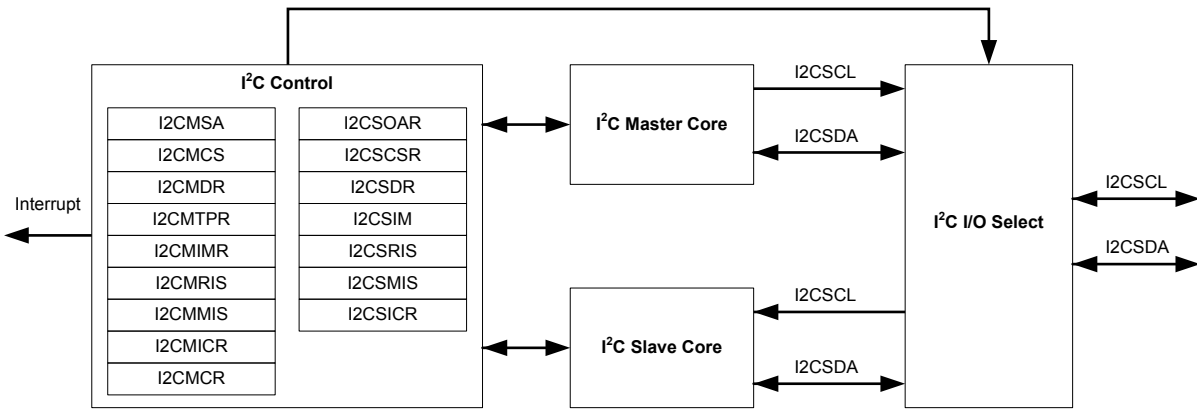 I²C Control
I2CMSA
I2CMCS
I2CMDR
I2CMTPR
I2CMIMR
I2CMRIS
I2CMMIS
I2CMICR
I2CMCR
I2CSOAR
I2CSCSR
I2CSDR
I2CSIM
I2CSRIS
I2CSMIS
I2CSICR
Interrupt
I²C Master Core
I2CSCL
I2CSDA
I²C Slave Core
I2CSCL
I2CSDA
I²C I/O Select
I2CSCL
I2CSDA